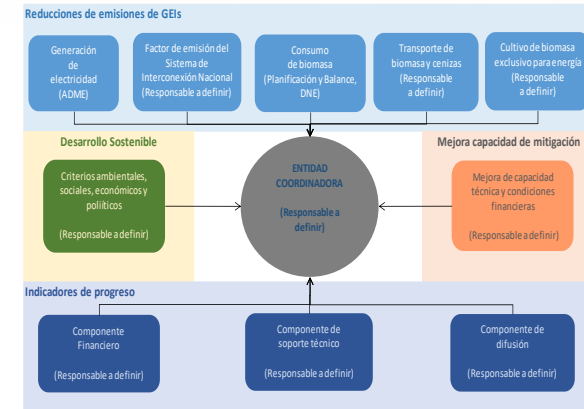 Reducciones de emisiones de GEIs
Generación
de
electricidad
(ADME)
Factor de emisión del
Sistema de
Interconexión Nacional
(Responsable a definir)
Consumo
de biomasa
(Planificación y Balance,
DNE)
Transporte de
biomasa y cenizas
(Responsable
a definir)
Cultivo de biomasa
exclusivo para energía
(Responsable
a definir)
Desarrollo Sostenible
Criterios ambientales,
sociales, económicos y
poliíticos
(Responsable a definir)
ENTIDAD
COORDINADORA
(Responsable a
definir)
Mejora capacidad de mitigación
Mejora de capacidad
técnica y condiciones
financieras
(Responsable a definir)
Indicadores de progreso
Componente
Financiero
(Responsable a definir)
Componente de
soporte técnico
(Responsable a definir)
Componente de
difusión
(Responsable a definir)